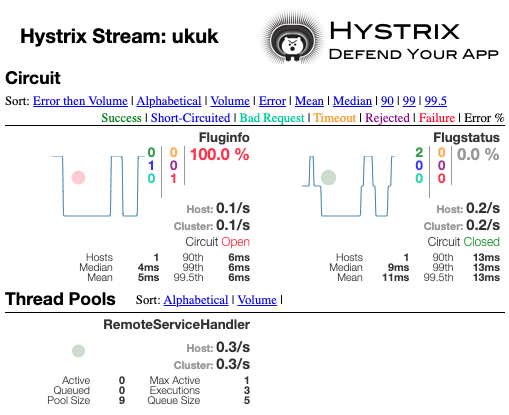 Hystrix Stream: ukuk
HYSTRIX
DEFEND YOUR APP
Circuit
Sort: Error then Volume | Alphabetical | Volume | Error | Mean | Median | 90 | 99 | 99.5
Success | Short-Circuited | Bad Request | Timeout | Rejected | Failure | Error %
Fluginfo
0 0 100.0 %
1 0
0 1
Host: 0.1/s
Cluster: 0.1/s
Circuit Open
Hosts 1 90th 6ms
Median 4ms 99th 6ms
Mean 5ms 99.5th 6ms
Flugstatus
2 0 0.0 %
0 0
0 0
Host: 0.2/s
Cluster: 0.2/s
Circuit Closed
Hosts 1 90th 13ms
Median 9ms 99th 13ms
Mean 11ms 99.5th 13ms
Thread Pools Sort: Alphabetical | Volume |
RemoteServiceHandler
Host: 0.3/s
Cluster: 0.3/s
Active 0 Max Active 1
Queued 0 Executions 3
Pool Size 9 Queue Size 5